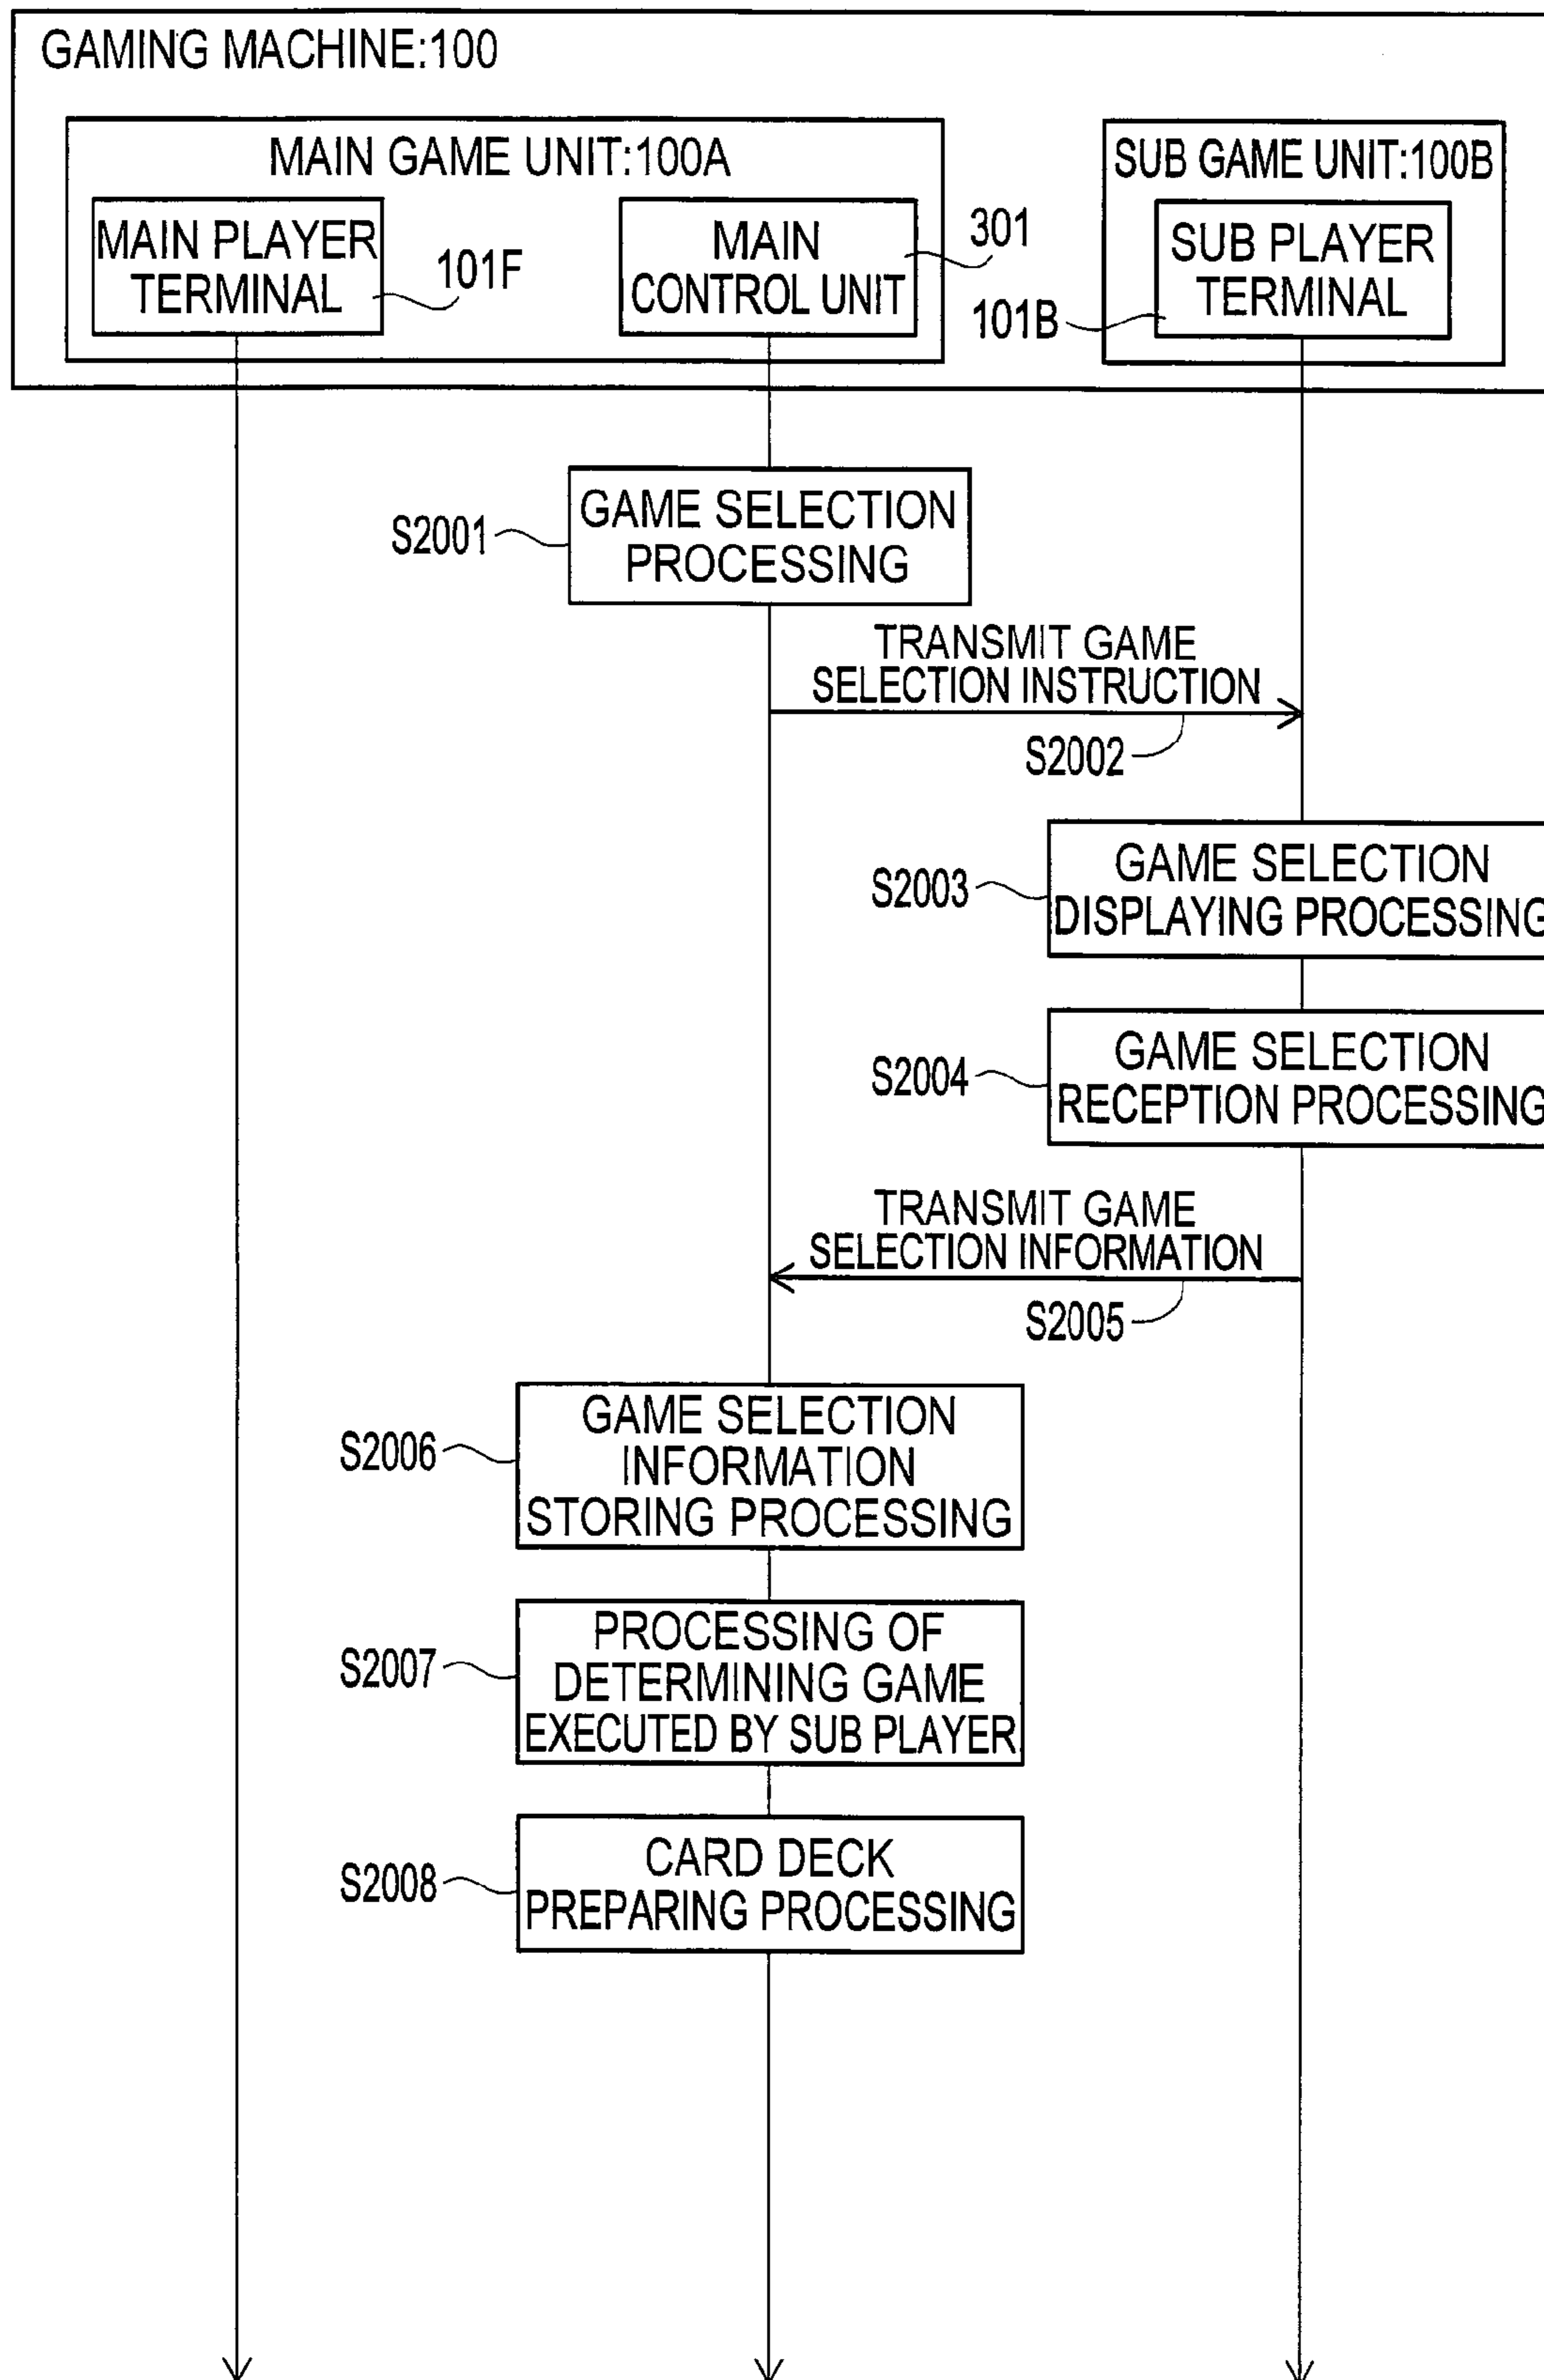 GAMING MACHINE:100
MAIN GAME UNIT:100A
SUB GAME UNIT:100B
MAIN PLAYER
TERMINAL
101F
MAIN
CONTROL UNIT
301
SUB PLAYER
TERMINAL
101B
S2001
GAME SELECTION
PROCESSING
TRANSMIT GAME
SELECTION INSTRUCTION
S2002
S2003
GAME SELECTION
DISPLAYING PROCESSING
S2004
GAME SELECTION
RECEPTION PROCESSING
TRANSMIT GAME
SELECTION INFORMATION
S2005
S2006
GAME SELECTION
INFORMATION
STORING PROCESSING
S2007
PROCESSING OF
DETERMINING GAME
EXECUTED BY SUB PLAYER
S2008
CARD DECK
PREPARING PROCESSING